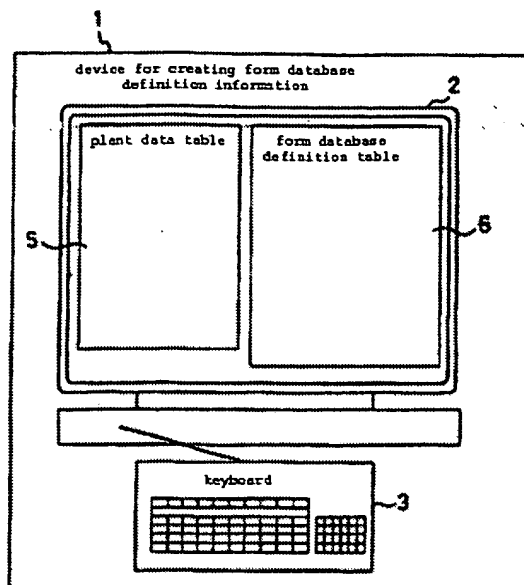 1
device for creating form database
definition information
2
plant data table
form database
definition table
5
6
keyboard
3